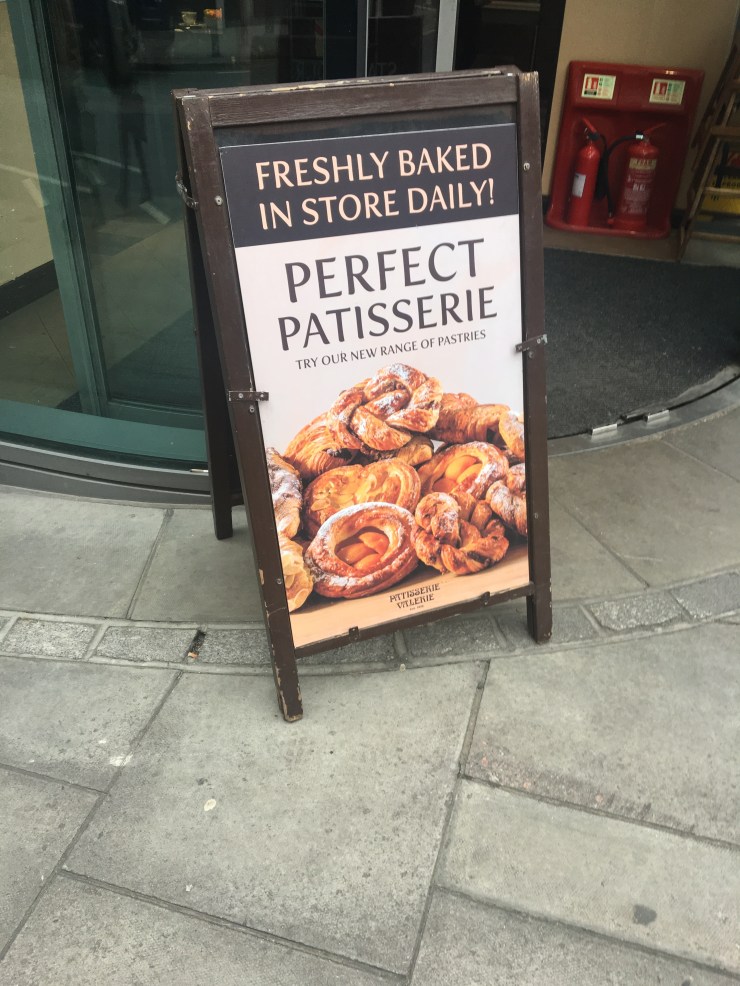 FRESHLY BAKED
IN STORE DAILY!
PERFECT
PATISSERIE
TRY OUR NEW RANGE OF PASTRIES
PATISSERIE
VALERIE